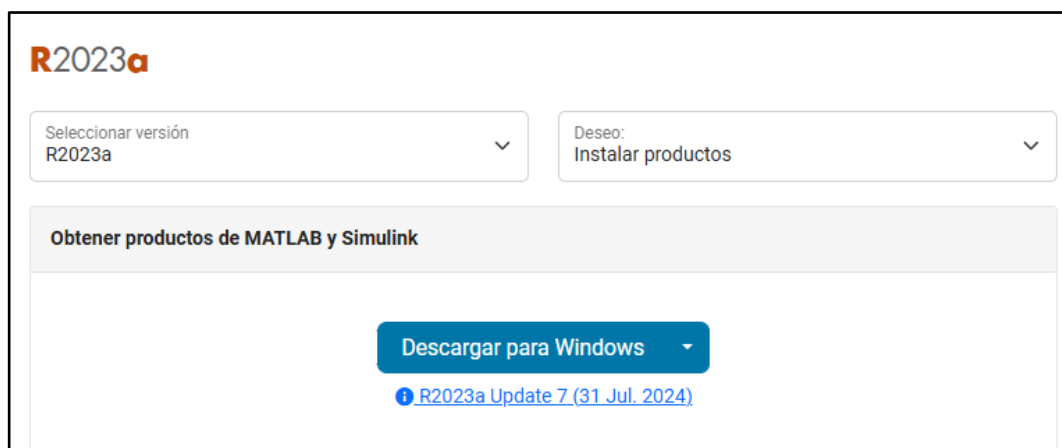 R2023a
Seleccionar versión
R2023a
Deseo:
Instalar productos
Obtener productos de MATLAB y Simulink
Descargar para Windows
R2023a Update 7 (31 Jul. 2024)